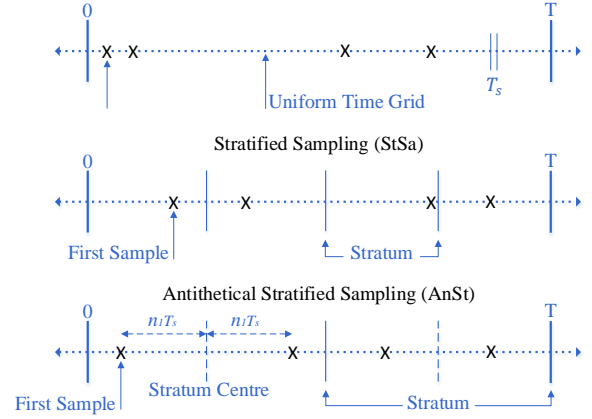 0 T
X X X X
Uniform Time Grid
T_s
Stratified Sampling (StSa)
0 T
X X X X
First Sample
Stratum
Antithetical Stratified Sampling (AnSt)
0 T
n_1T_s n_1T_s
X X X X
First Sample
Stratum Centre
Stratum